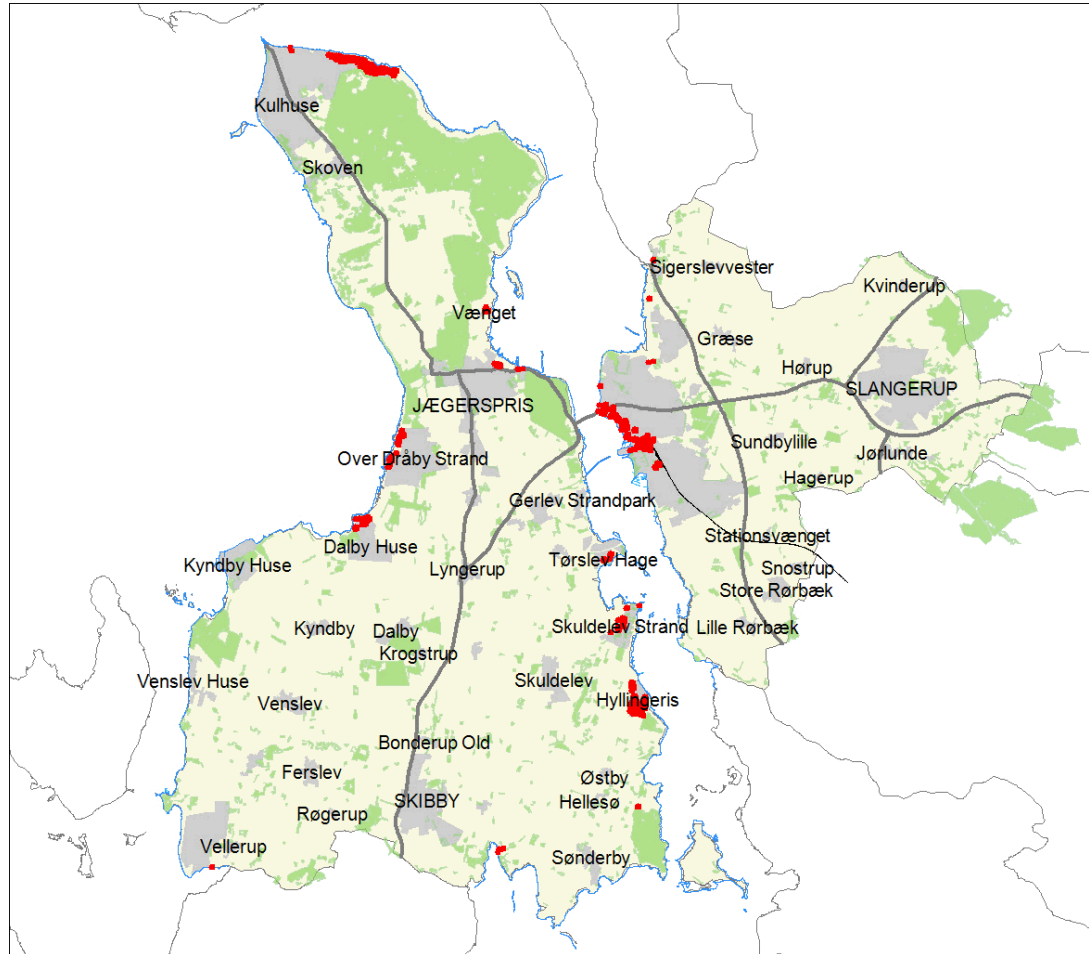 Kulhuse
Skoven
Sigerslevvester
Kvinderup
Vænget
Græse
Hørup
SLANGERUP
JÆGERSPRIS
Sundbylille
Over Dråby Strand
Jørlunde
Hagerup
Gerlev Strandpark
Stationsvænget
Dalby Huse
Kyndby Huse
Tørslev Hage
Lyngerup
Snostrup
Store Rørbæk
Kyndby
Dalby
Skuldelev Strand
Lille Rørbæk
Krogstrup
Venslev Huse
Skuldelev
Venslev
Hyllingeris
Bonderup Old
Ferslev
Østby
SKIBBY
Hellesø
Røgerup
Vellerup
Sønderby